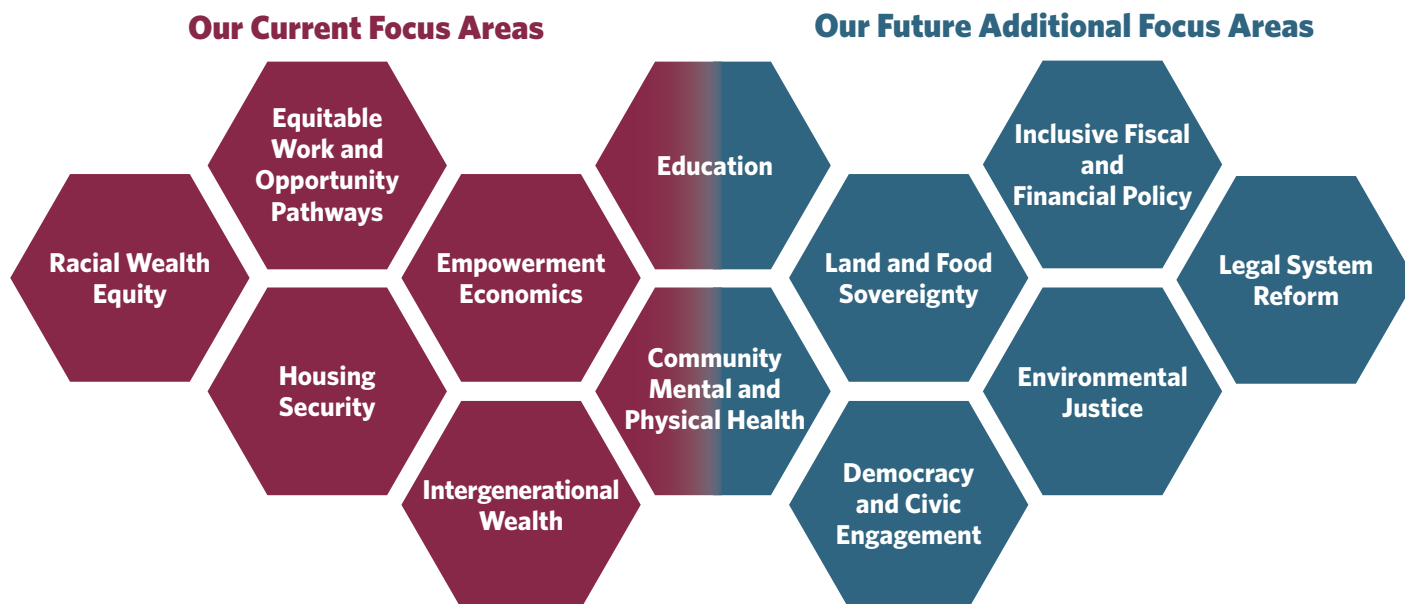 Our Current Focus Areas
Our Future Additional Focus Areas
Racial Wealth
Equity
Equitable
Work and
Opportunity
Pathways
Housing
Security
Empowerment
Economics
Intergenerational
Wealth
Education
Community
Mental and
Physical Health
Land and Food
Sovereignty
Democracy
and Civic
Engagement
Inclusive Fiscal
and
Financial Policy
Environmental
Justice
Legal System
Reform